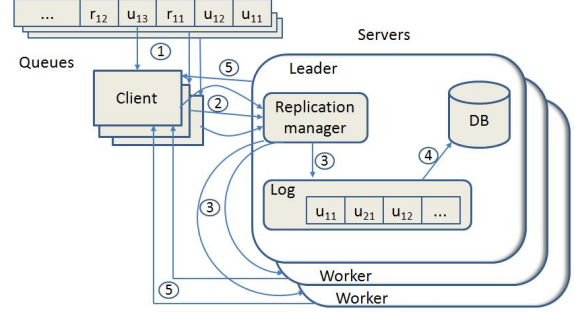 ... r12 u13 r11 u12 u11
Queues
Servers
1
5
Leader
Client
2
Replication manager
DB
3
4
3
Log
u11 u21 u12 ...
Worker
5
Worker